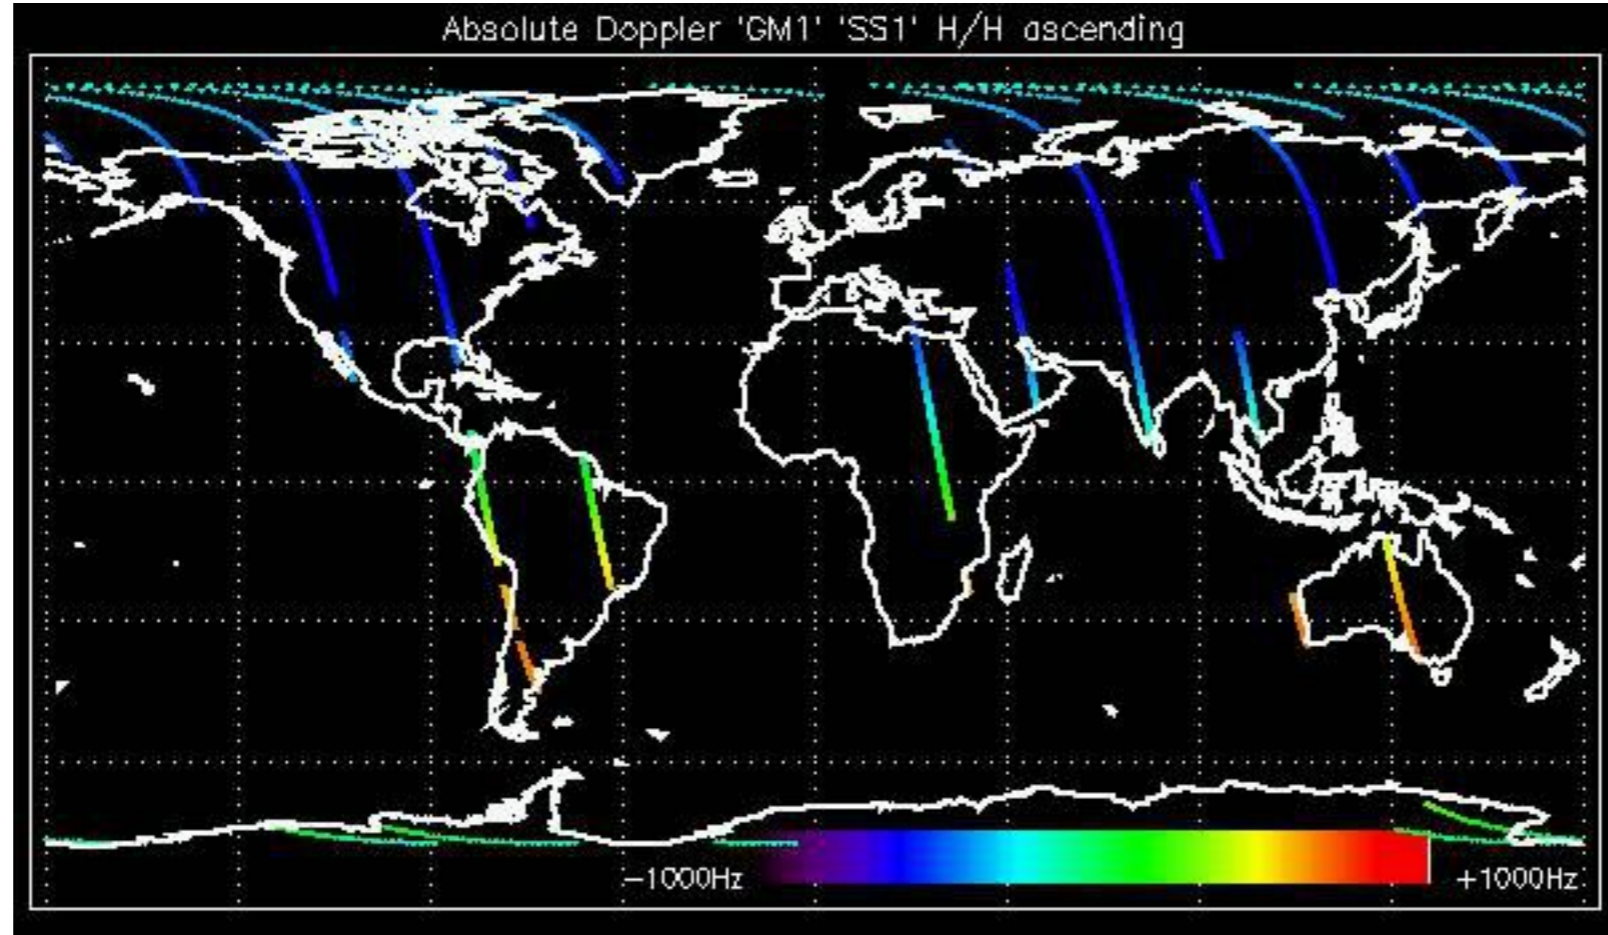 Absolute Doppler 'GM1' 'SS1' H/H ascending
-1000Hz
+1000Hz